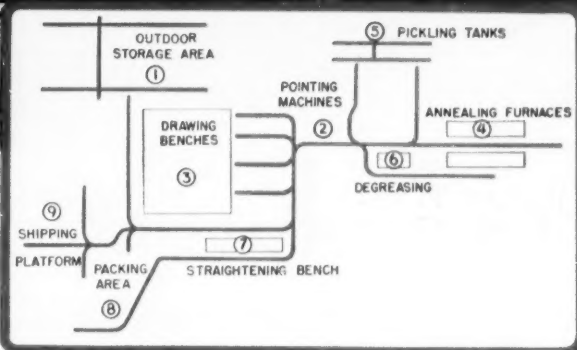 OUTDOOR
STORAGE AREA
①
⑤ PICKLING TANKS
POINTING
MACHINES
②
ANNEALING FURNACES
④
DRAWING
BENCHES
③
⑥
DEGREASING
⑨
SHIPPING
PLATFORM
⑦
PACKING
AREA
STRAIGHTENING BENCH
⑧